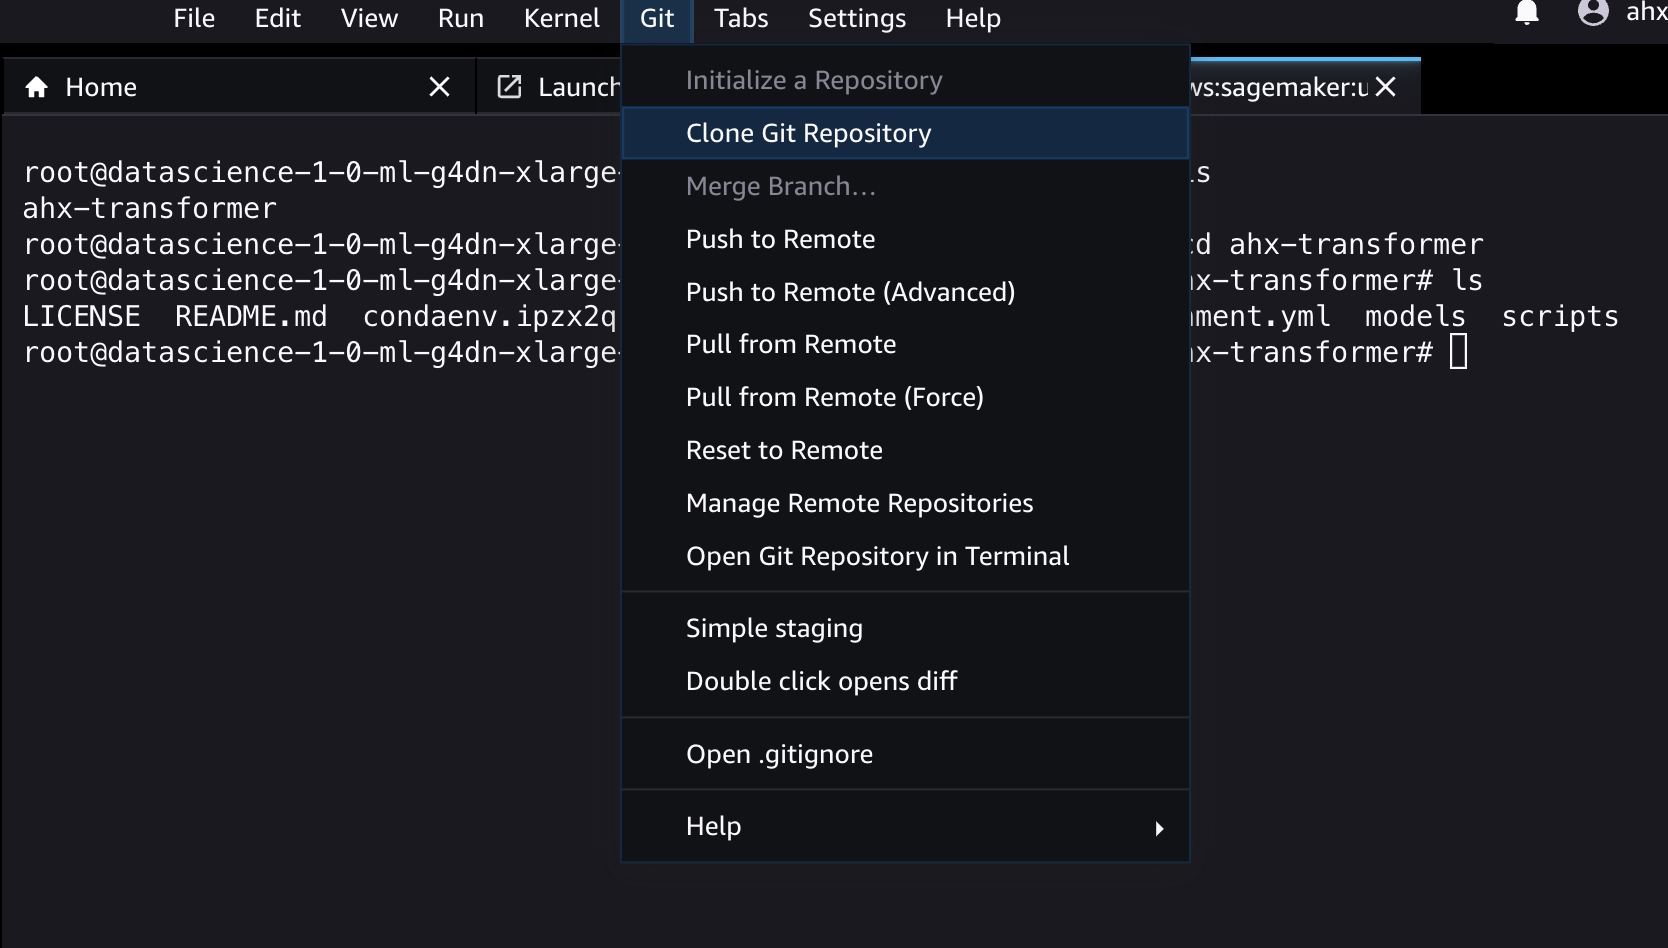 File Edit View Run Kernel Git Tabs Settings Help ahx
Home Launch ws:sagemaker:u
Initialize a Repository
Clone Git Repository
Merge Branch…
Push to Remote
Push to Remote (Advanced)
Pull from Remote
Pull from Remote (Force)
Reset to Remote
Manage Remote Repositories
Open Git Repository in Terminal
Simple staging
Double click opens diff
Open .gitignore
Help
root@datascience-1-0-ml-g4dn-xlarge- ls
ahx-transformer
root@datascience-1-0-ml-g4dn-xlarge- cd ahx-transformer
root@datascience-1-0-ml-g4dn-xlarge- x-transformer# ls
LICENSE README.md condaenv.ipzx2q nment.yml models scripts
root@datascience-1-0-ml-g4dn-xlarge- x-transformer#